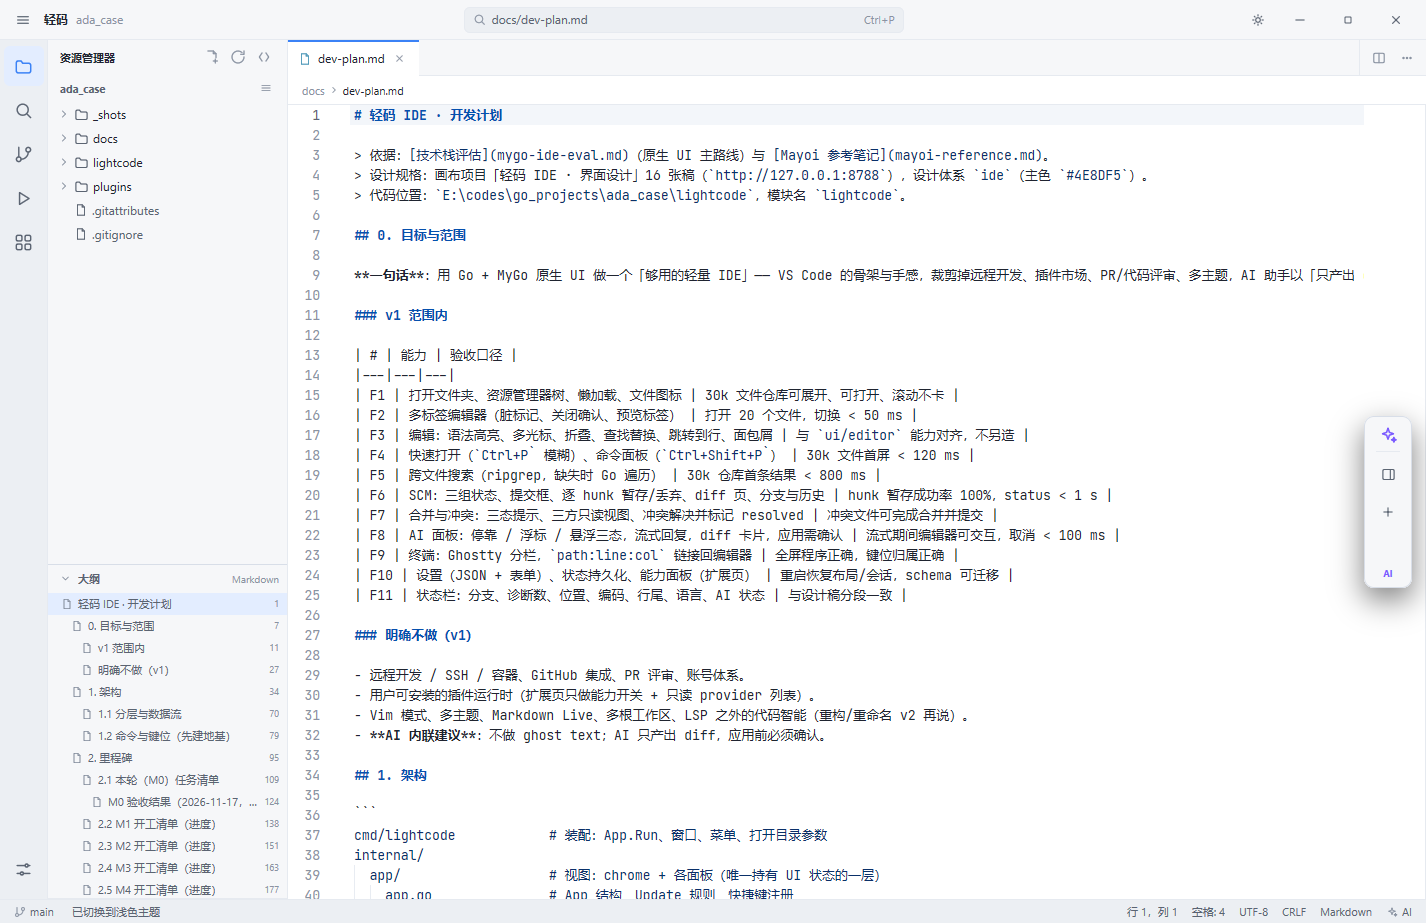 轻码 ada_case
docs/dev-plan.md Ctrl+P
资源管理器
ada_case
_shots
docs
lightcode
plugins
.gitattributes
.gitignore
大纲 Markdown
轻码 IDE · 开发计划 1
0. 目标与范围 7
v1 范围内 11
明确不做（v1） 27
1. 架构 34
1.1 分层与数据流 70
1.2 命令与键位（先建地基） 79
2. 里程碑 95
2.1 本轮（M0）任务清单 109
M0 验收结果（2026-11-17, ... 124
2.2 M1 开工清单（进度） 138
2.3 M2 开工清单（进度） 151
2.4 M3 开工清单（进度） 163
2.5 M4 开工清单（进度） 177
dev-plan.md
docs > dev-plan.md
1 # 轻码 IDE · 开发计划
2
3 > 依据：[技术栈评估](mygo-ide-eval.md)（原生 UI 主路线）与 [Mayoi 参考笔记](mayoi-reference.md)。
4 > 设计规格：画布项目「轻码 IDE · 界面设计」16 张稿（`http://127.0.0.1:8788`），设计体系 `ide`（主色 `#4E8DF5`）。
5 > 代码位置：`E:\codes\go_projects\ada_case\lightcode`，模块名 `lightcode`。
6
7 ## 0. 目标与范围
8
9 **一句话**：用 Go + MyGo 原生 UI 做一个「够用的轻量 IDE」—— VS Code 的骨架与手感，裁剪掉远程开发、插件市场、PR/代码评审、多主题，AI 助手以「只产出
10
11 ### v1 范围内
12
13 | # | 能力 | 验收口径 |
14 |---|---|---|
15 | F1 | 打开文件夹、资源管理器树、懒加载、文件图标 | 30k 文件仓库可展开、可打开、滚动不卡 |
16 | F2 | 多标签编辑器（脏标记、关闭确认、预览标签） | 打开 20 个文件，切换 < 50 ms |
17 | F3 | 编辑：语法高亮、多光标、折叠、查找替换、跳转到行、面包屑 | 与 `ui/editor` 能力对齐，不另造 |
18 | F4 | 快速打开（`Ctrl+P` 模糊）、命令面板（`Ctrl+Shift+P`） | 30k 文件首屏 < 120 ms |
19 | F5 | 跨文件搜索（ripgrep，缺失时 Go 遍历） | 30k 仓库首条结果 < 800 ms |
20 | F6 | SCM：三组状态、提交框、逐 hunk 暂存/丢弃、diff 页、分支与历史 | hunk 暂存成功率 100%，status < 1 s |
21 | F7 | 合并与冲突：三态提示、三方只读视图、冲突解决并标记 resolved | 冲突文件可完成合并并提交 |
22 | F8 | AI 面板：停靠 / 浮标 / 悬浮三态，流式回复，diff 卡片，应用需确认 | 流式期间编辑器可交互，取消 < 100 ms |
23 | F9 | 终端：Ghostty 分栏，`path:line:col` 链接回编辑器 | 全屏程序正确，键位归属正确 |
24 | F10 | 设置（JSON + 表单）、状态持久化、能力面板（扩展页） | 重启恢复布局/会话，schema 可迁移 |
25 | F11 | 状态栏：分支、诊断数、位置、编码、行尾、语言、AI 状态 | 与设计稿分段一致 |
26
27 ### 明确不做（v1）
28
29 - 远程开发 / SSH / 容器、GitHub 集成、PR 评审、账号体系。
30 - 用户可安装的插件运行时（扩展页只做能力开关 + 只读 provider 列表）。
31 - Vim 模式、多主题、Markdown Live、多根工作区、LSP 之外的代码智能（重构/重命名 v2 再说）。
32 - **AI 内联建议**：不做 ghost text；AI 只产出 diff，应用前必须确认。
33
34 ## 1. 架构
35
36 ```
37 cmd/lightcode # 装配：App.Run、窗口、菜单、打开目录参数
38 internal/
39 app/ # 视图：chrome + 各面板（唯一持有 UI 状态的一层）
40 app.go # App 结构、Update 规则、快捷键注册
AI
main 已切换到浅色主题 行 1，列 1 空格: 4 UTF-8 CRLF Markdown AI